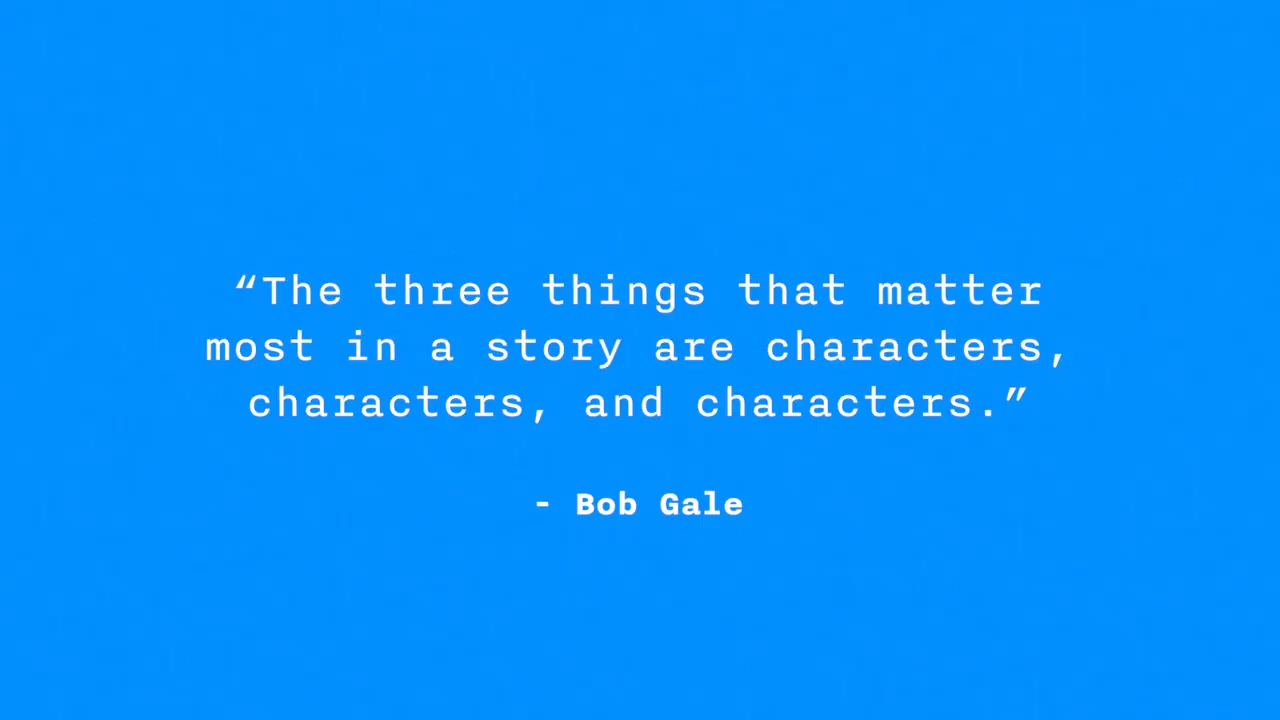 “The three things that matter
most in a story are characters,
characters, and characters.”
- Bob Gale